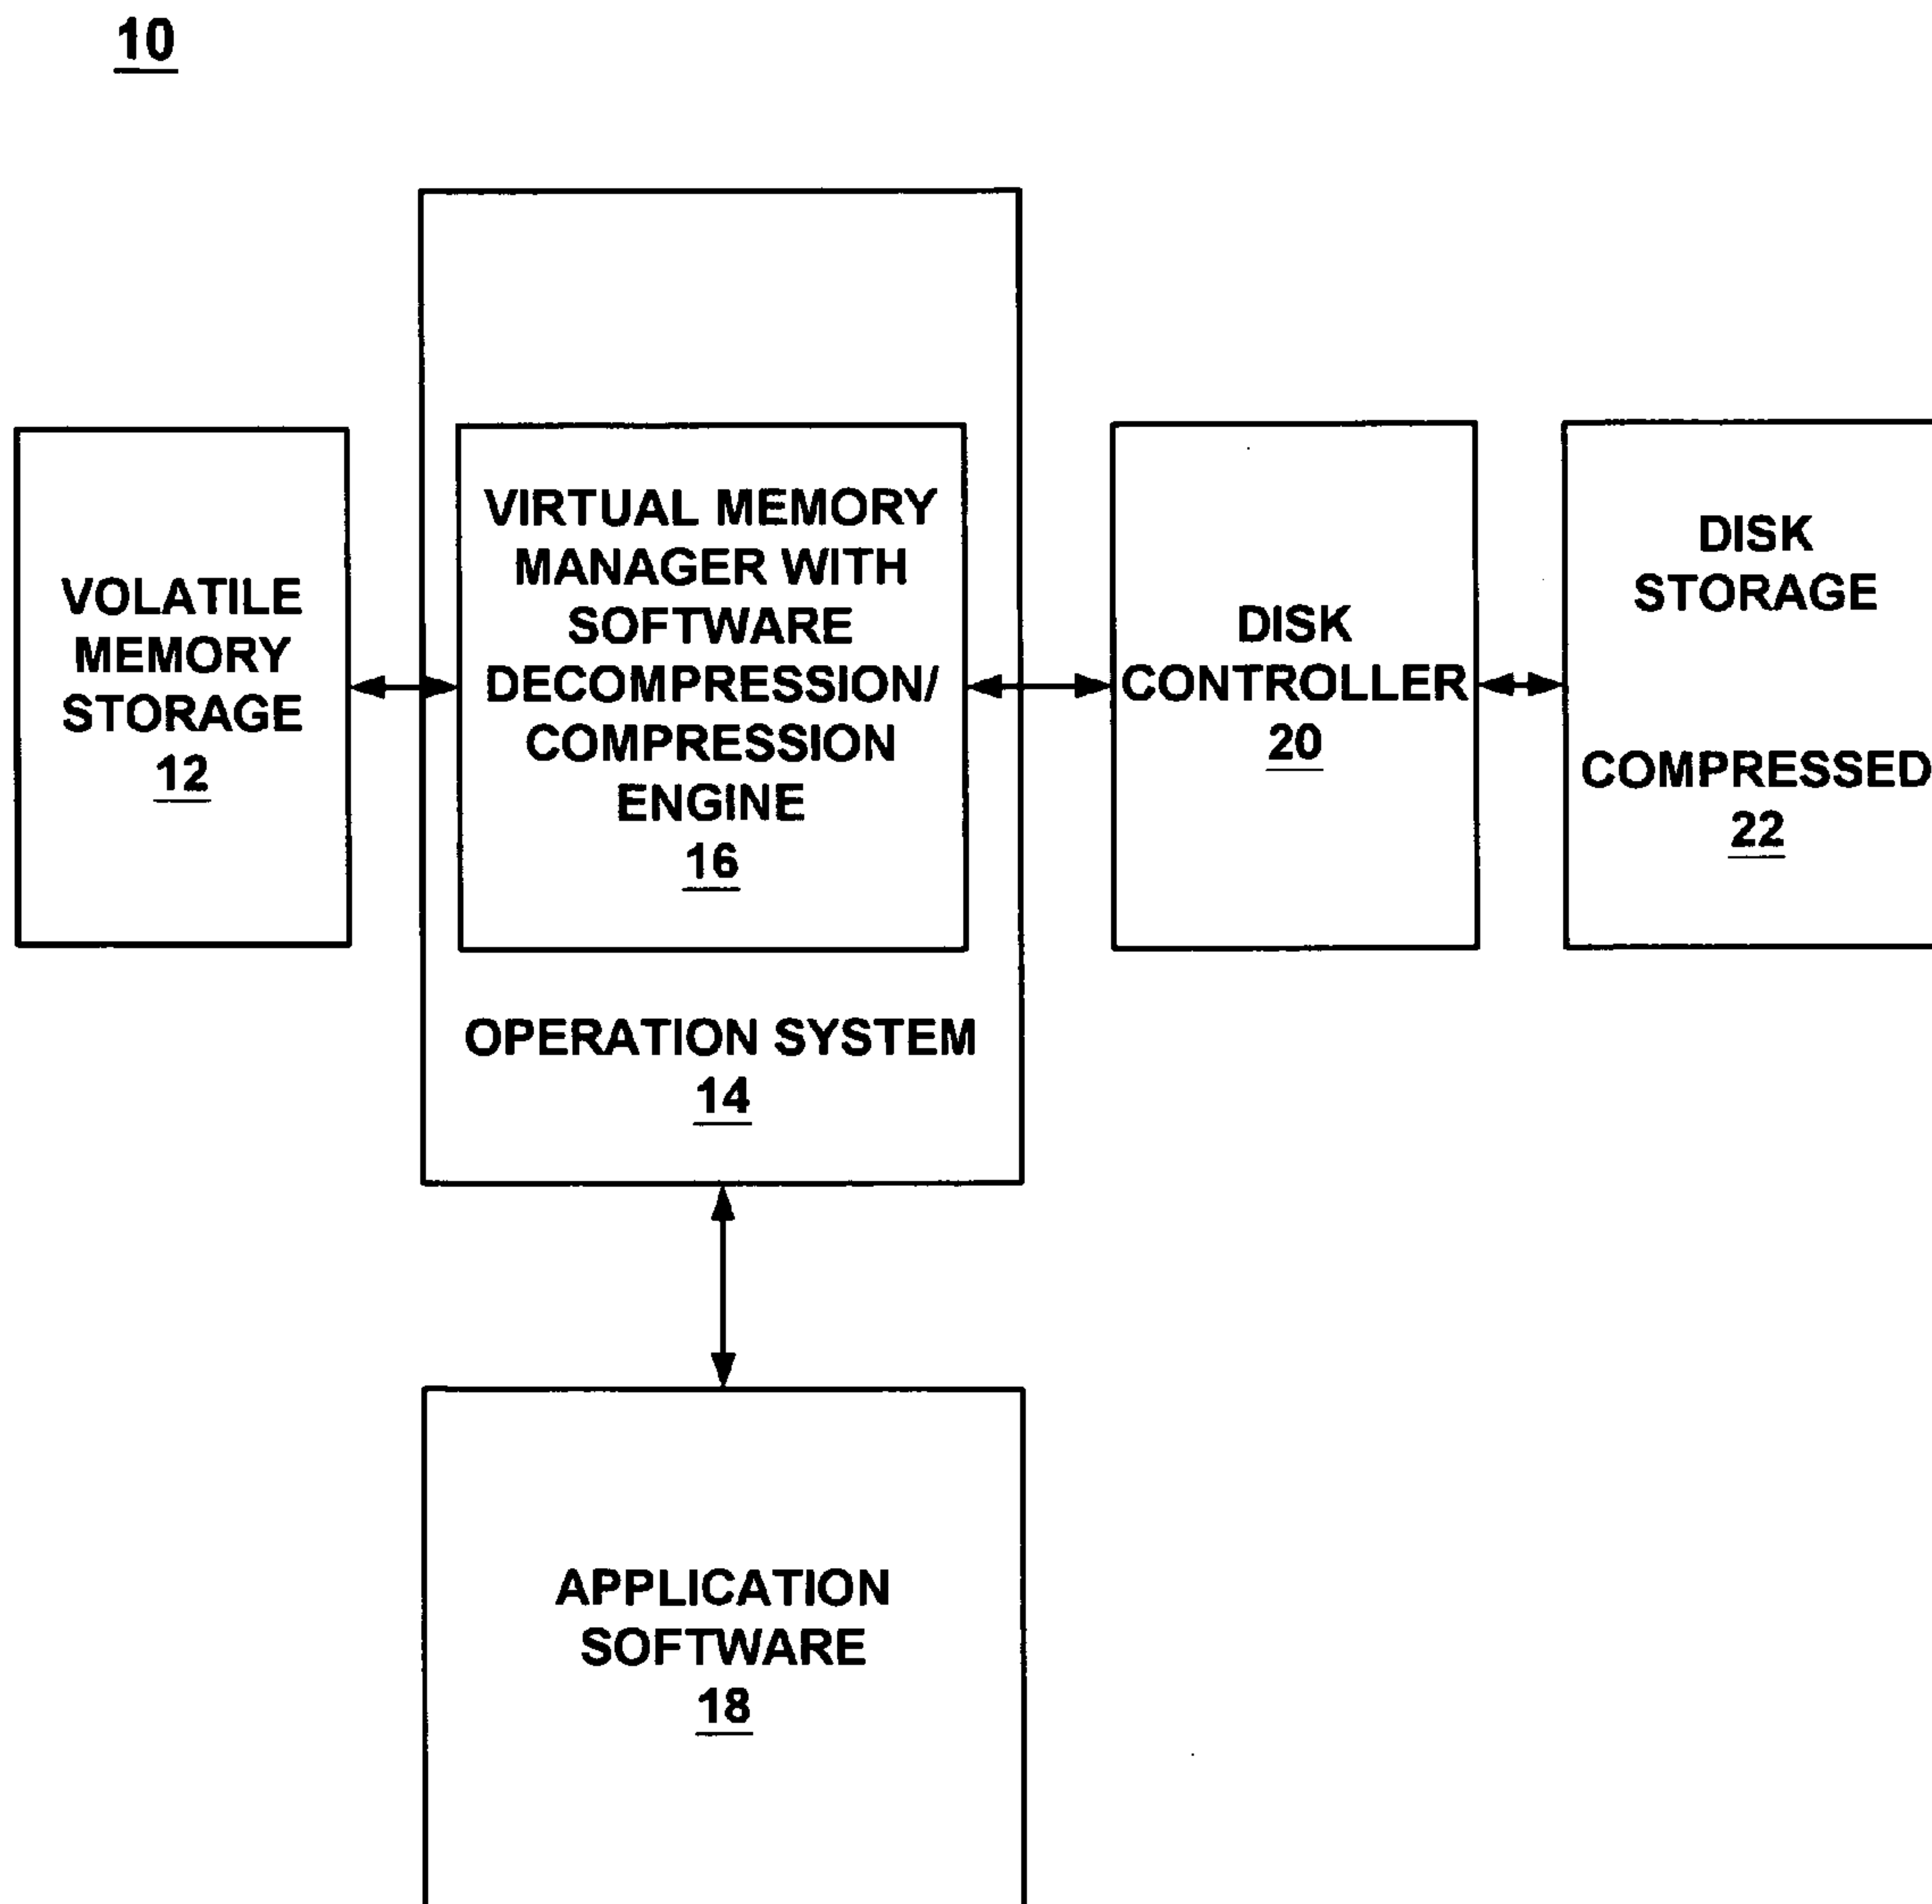 10
VOLATILE
MEMORY
STORAGE
12
VIRTUAL MEMORY
MANAGER WITH
SOFTWARE
DECOMPRESSION/
COMPRESSION
ENGINE
16
OPERATION SYSTEM
14
DISK
CONTROLLER
20
DISK
STORAGE
COMPRESSED
22
APPLICATION
SOFTWARE
18